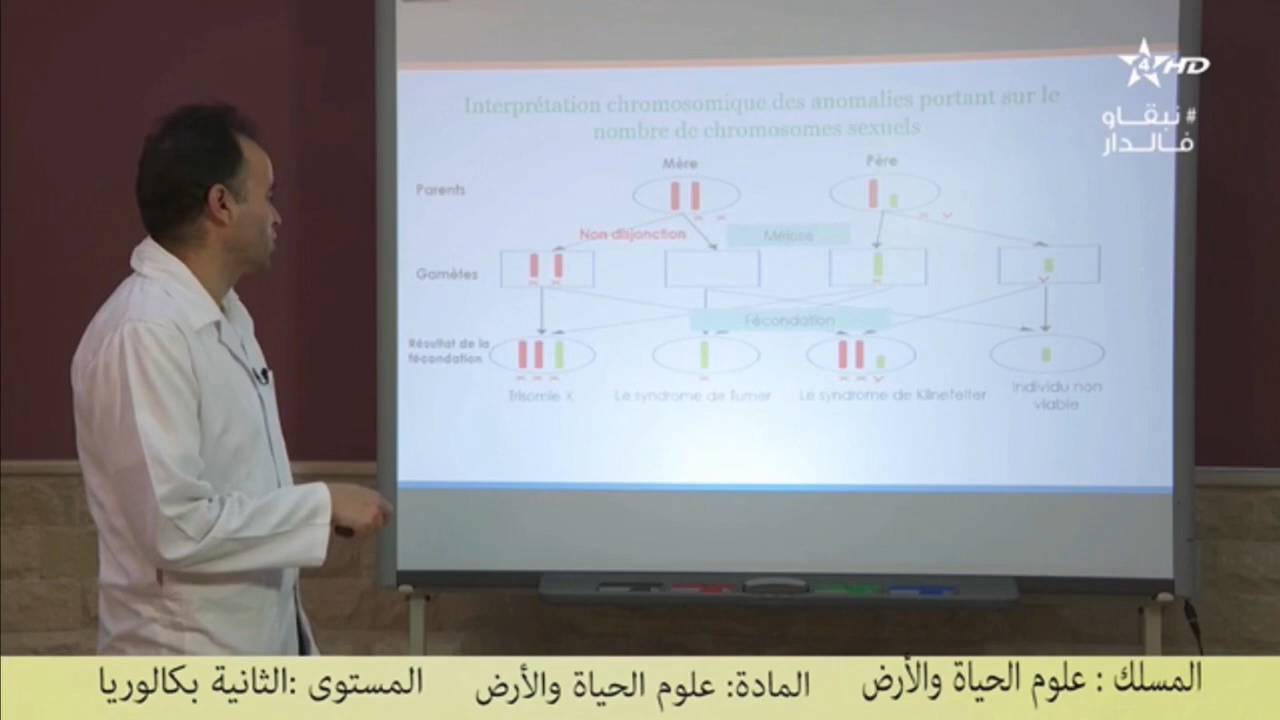 4 HD
# نبقاو
فالدار
Interprétation chromosomique des anomalies portant sur le
nombre de chromosomes sexuels
Mère
Père
Parents
Non disjonction
Méiose
Gamètes
Fécondation
Résultat de la
fécondation
Trisomie X
Le syndrome de Turner
Le syndrome de Klinefelter
Individu non
viable
المسلك : علوم الحياة والأرض
المادة: علوم الحياة والأرض
المستوى :الثانية بكالوريا